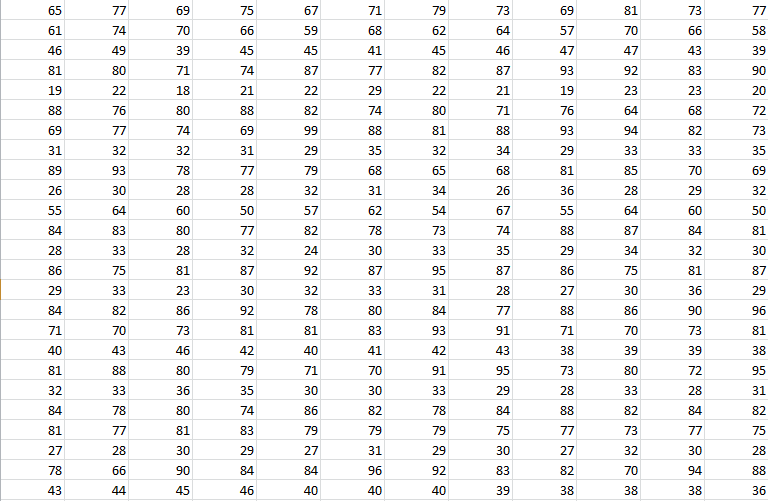 65 77 69 75 67 71 79 73 69 81 73 77
61 74 70 66 59 68 62 64 57 70 66 58
46 49 39 45 45 41 45 46 47 47 43 39
81 80 71 74 87 77 82 87 93 92 83 90
19 22 18 21 22 29 22 21 19 23 23 20
88 76 80 88 82 74 80 71 76 64 68 72
69 77 74 69 99 88 81 88 93 94 82 73
31 32 32 31 29 35 32 34 29 33 33 35
89 93 78 77 79 68 65 68 81 85 70 69
26 30 28 28 32 31 34 26 36 28 29 32
55 64 60 50 57 62 54 67 55 64 60 50
84 83 80 77 82 78 73 74 88 87 84 81
28 33 28 32 24 30 33 35 29 34 32 30
86 75 81 87 92 87 95 87 86 75 81 87
29 33 23 30 32 33 31 28 27 30 36 29
84 82 86 92 78 80 84 77 88 86 90 96
71 70 73 81 81 83 93 91 71 70 73 81
40 43 46 42 40 41 42 43 38 39 39 38
81 88 80 79 71 70 91 95 73 80 72 95
32 33 36 35 30 30 33 29 28 33 28 31
84 78 80 74 86 82 78 84 88 82 84 82
81 77 81 83 79 79 79 75 77 73 77 75
27 28 30 29 27 31 29 30 27 32 30 28
78 66 90 84 84 96 92 83 82 70 94 88
43 44 45 46 40 40 40 39 38 38 38 36